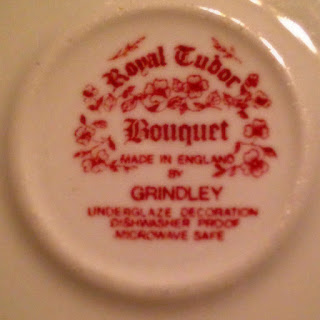 Royal Tudor
Bouquet
MADE IN ENGLAND
BY
GRINDLEY
UNDERGLAZE DECORATION
DISHWASHER PROOF
MICROWAVE SAFE